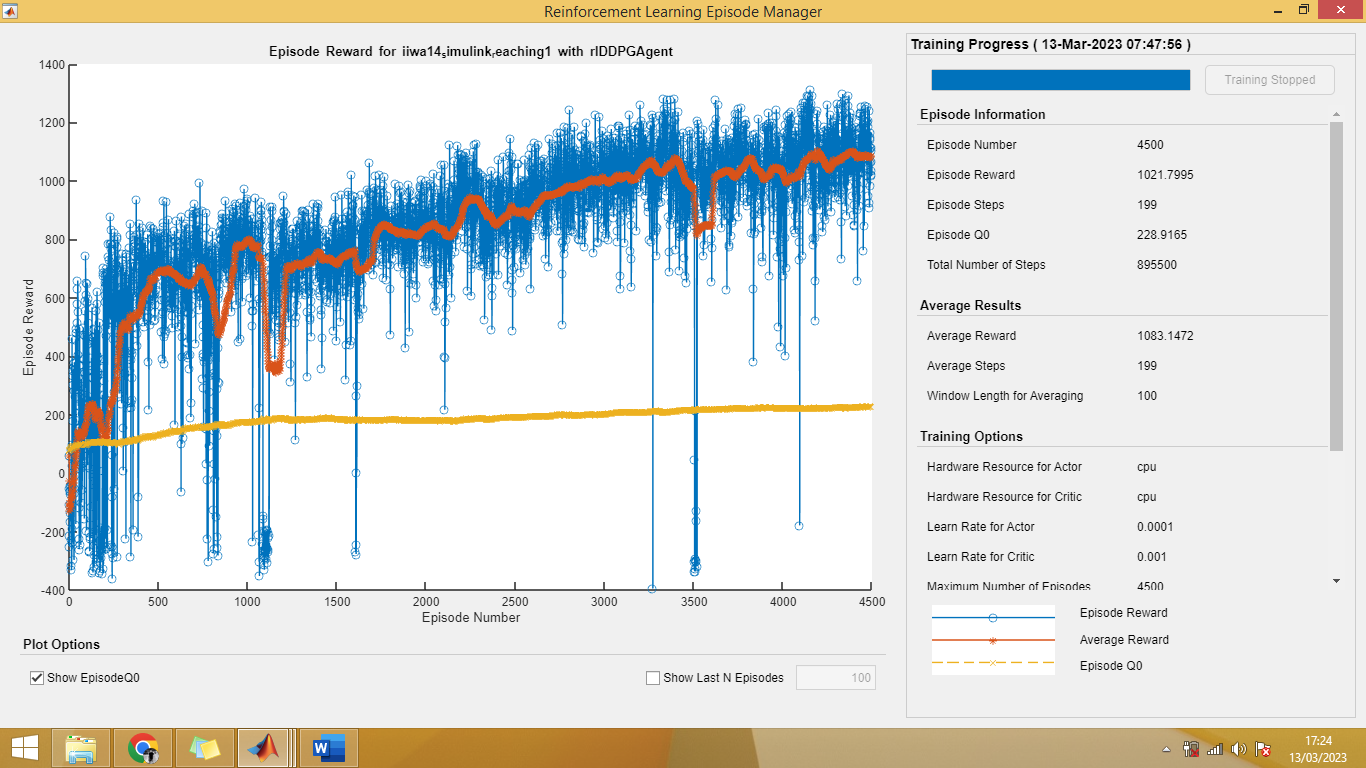 Reinforcement Learning Episode Manager
Episode Reward for iiwa14simulinkreaching1 with rlDDPGAgent
1400
1200
1000
800
600
400
200
0
-200
-400
Episode Reward
0 500 1000 1500 2000 2500 3000 3500 4000 4500
Episode Number
Plot Options
Show EpisodeQ0
Show Last N Episodes 100
Training Progress ( 13-Mar-2023 07:47:56 )
Training Stopped
Episode Information
Episode Number 4500
Episode Reward 1021.7995
Episode Steps 199
Episode Q0 228.9165
Total Number of Steps 895500
Average Results
Average Reward 1083.1472
Average Steps 199
Window Length for Averaging 100
Training Options
Hardware Resource for Actor cpu
Hardware Resource for Critic cpu
Learn Rate for Actor 0.0001
Learn Rate for Critic 0.001
Maximum Number of Episodes 4500
Episode Reward
Average Reward
Episode Q0
W
17:24
13/03/2023